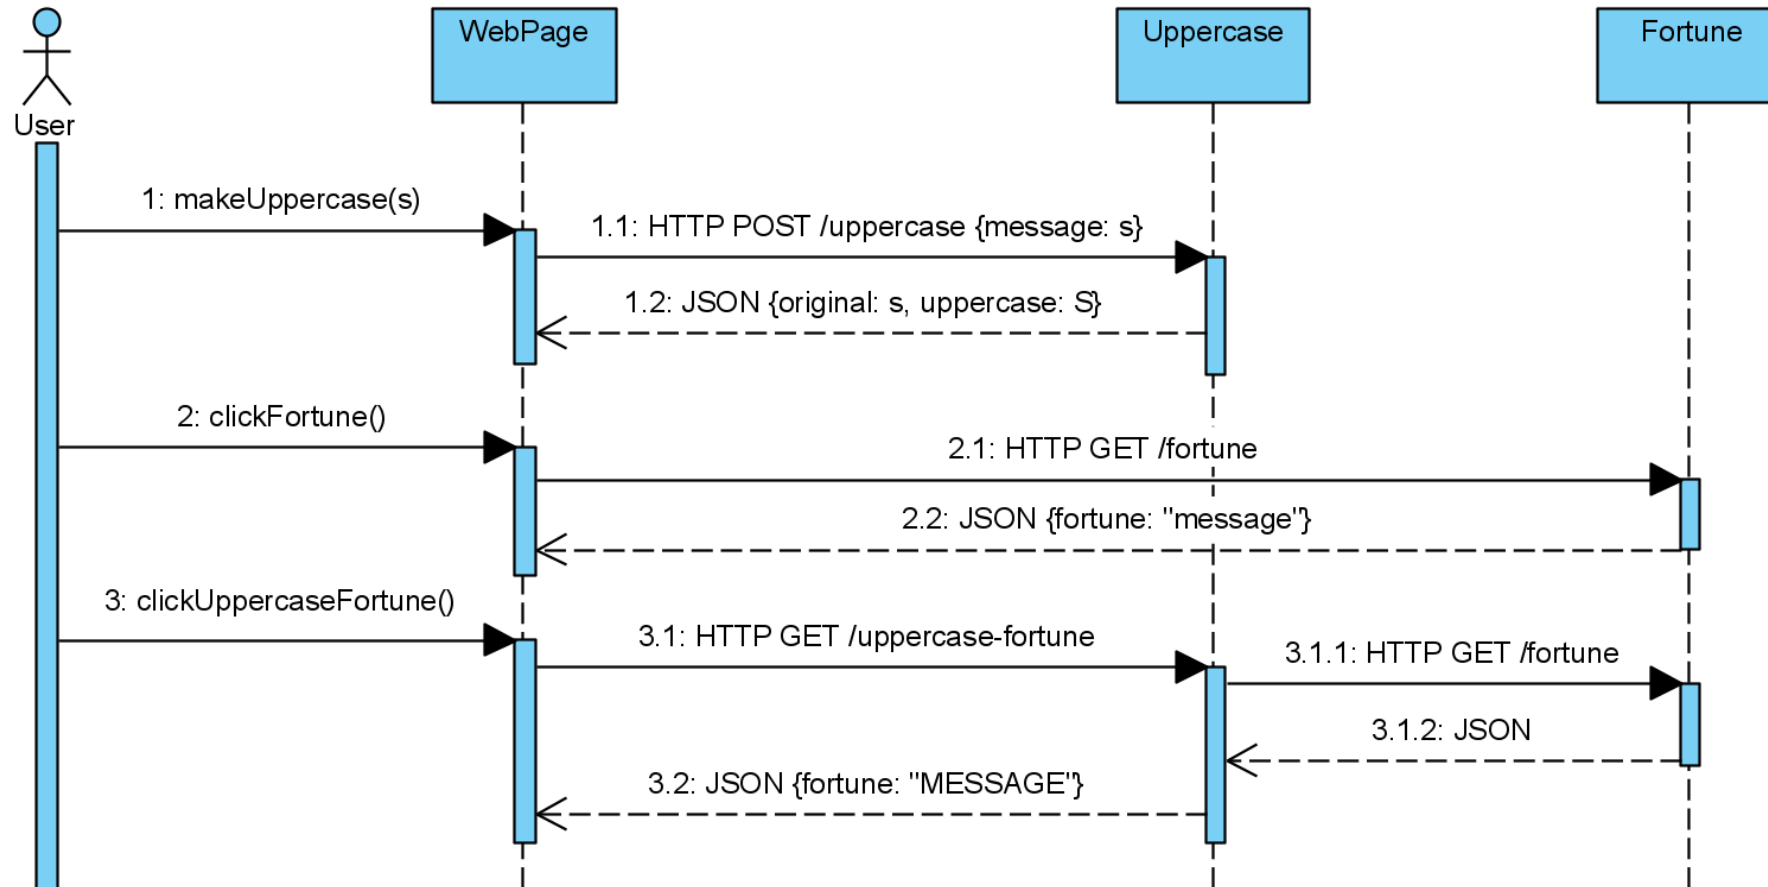 WebPage
Uppercase
Fortune
User
1: makeUppercase(s)
1.1: HTTP POST /uppercase {message: s}
1.2: JSON {original: s, uppercase: S}
2: clickFortune()
2.1: HTTP GET /fortune
2.2: JSON {fortune: "message"}
3: clickUppercaseFortune()
3.1: HTTP GET /uppercase-fortune
3.1.1: HTTP GET /fortune
3.1.2: JSON
3.2: JSON {fortune: "MESSAGE"}